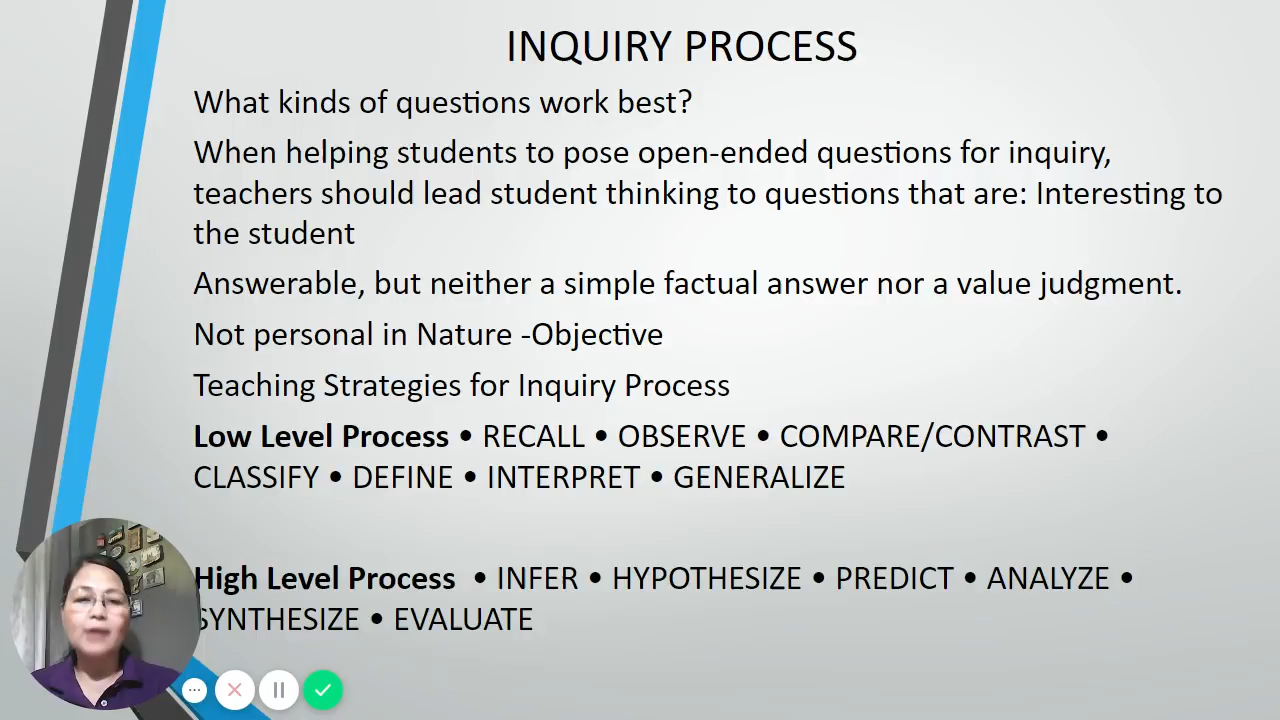 INQUIRY PROCESS
What kinds of questions work best?
When helping students to pose open-ended questions for inquiry,
teachers should lead student thinking to questions that are: Interesting to
the student
Answerable, but neither a simple factual answer nor a value judgment.
Not personal in Nature -Objective
Teaching Strategies for Inquiry Process
Low Level Process • RECALL • OBSERVE • COMPARE/CONTRAST •
CLASSIFY • DEFINE • INTERPRET • GENERALIZE
High Level Process • INFER • HYPOTHESIZE • PREDICT • ANALYZE •
SYNTHESIZE • EVALUATE